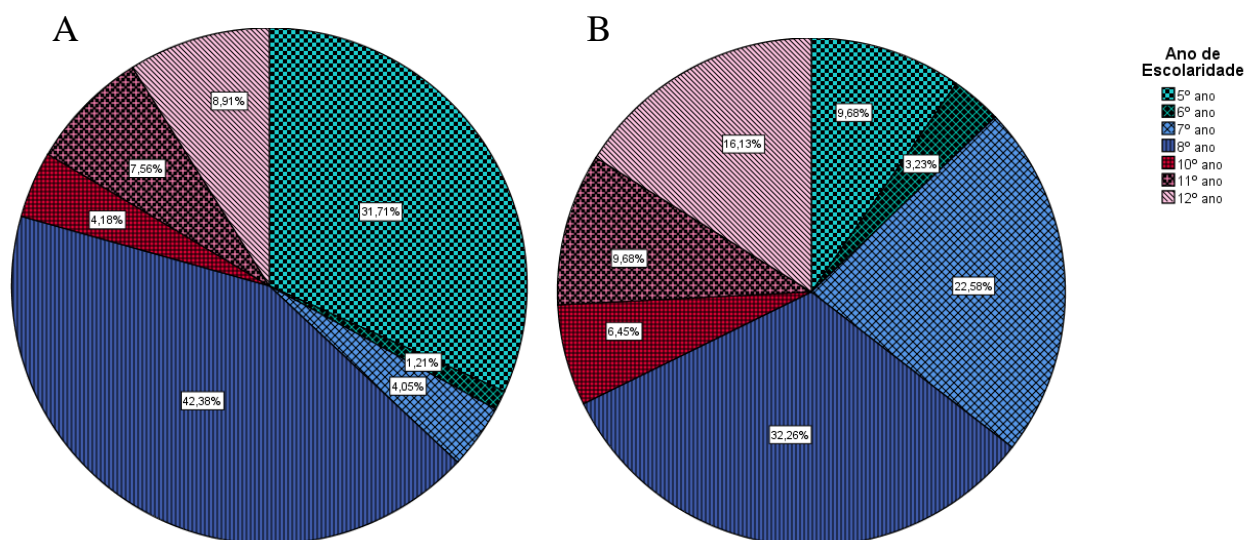 A
8,91%
7,56%
4,18%
31,71%
1,21%
4,05%
42,38%
B
16,13%
9,68%
3,23%
9,68%
22,58%
6,45%
32,26%
Ano de
Escolaridade
5º ano
6º ano
7º ano
8º ano
10º ano
11º ano
12º ano